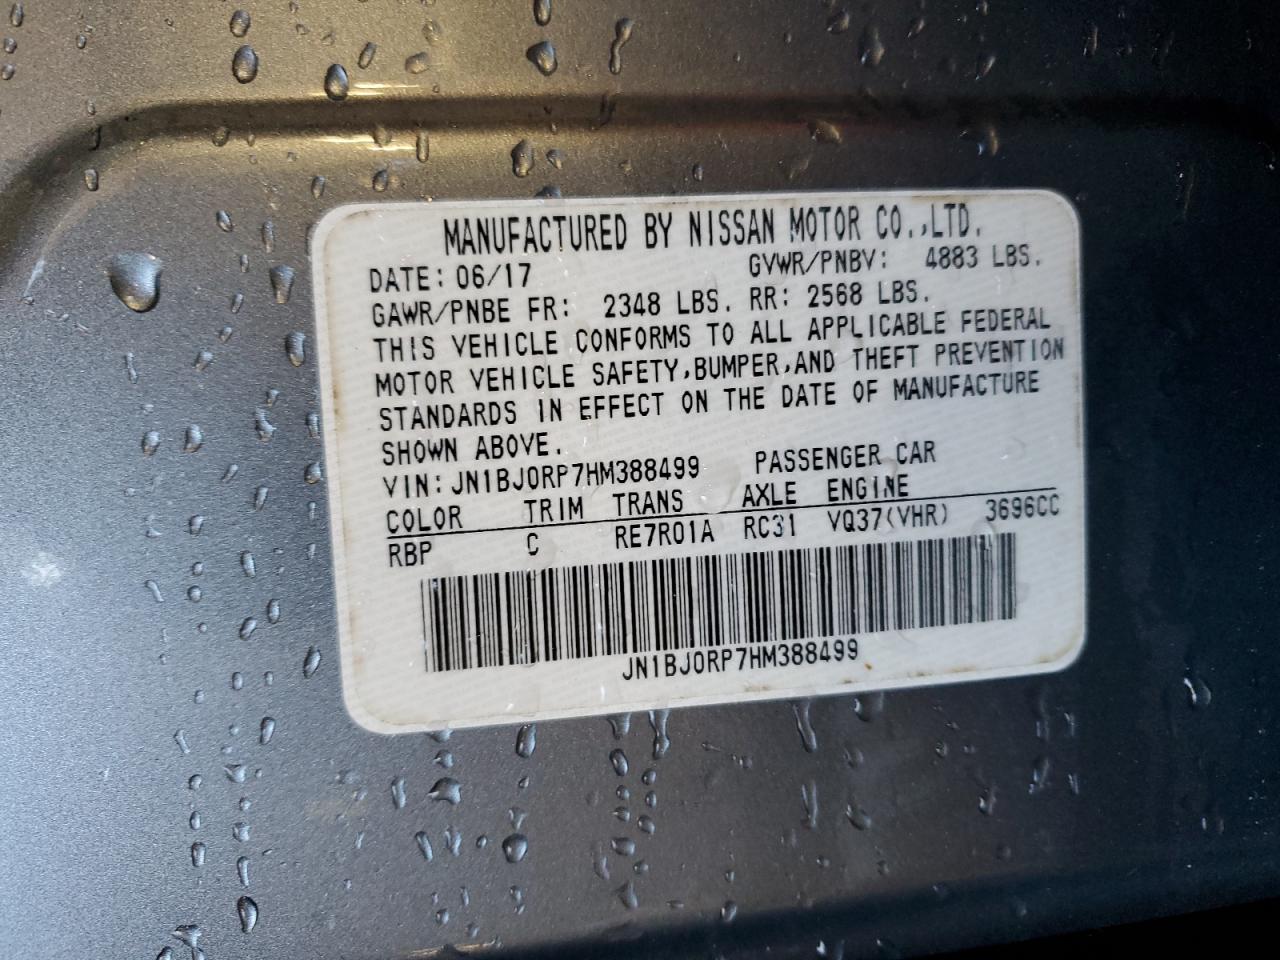 MANUFACTURED BY NISSAN MOTOR CO.,LTD.
DATE: 06/17 GVWR/PNBV: 4883 LBS.
GAWR/PNBE FR: 2348 LBS. RR: 2568 LBS.
THIS VEHICLE CONFORMS TO ALL APPLICABLE FEDERAL
MOTOR VEHICLE SAFETY,BUMPER,AND THEFT PREVENTION
STANDARDS IN EFFECT ON THE DATE OF MANUFACTURE
SHOWN ABOVE.
VIN: JN1BJ0RP7HM388499 PASSENGER CAR
COLOR TRIM TRANS AXLE ENGINE
RBP C RE7R01A RC31 VQ37(VHR) 3696CC
JN1BJ0RP7HM388499